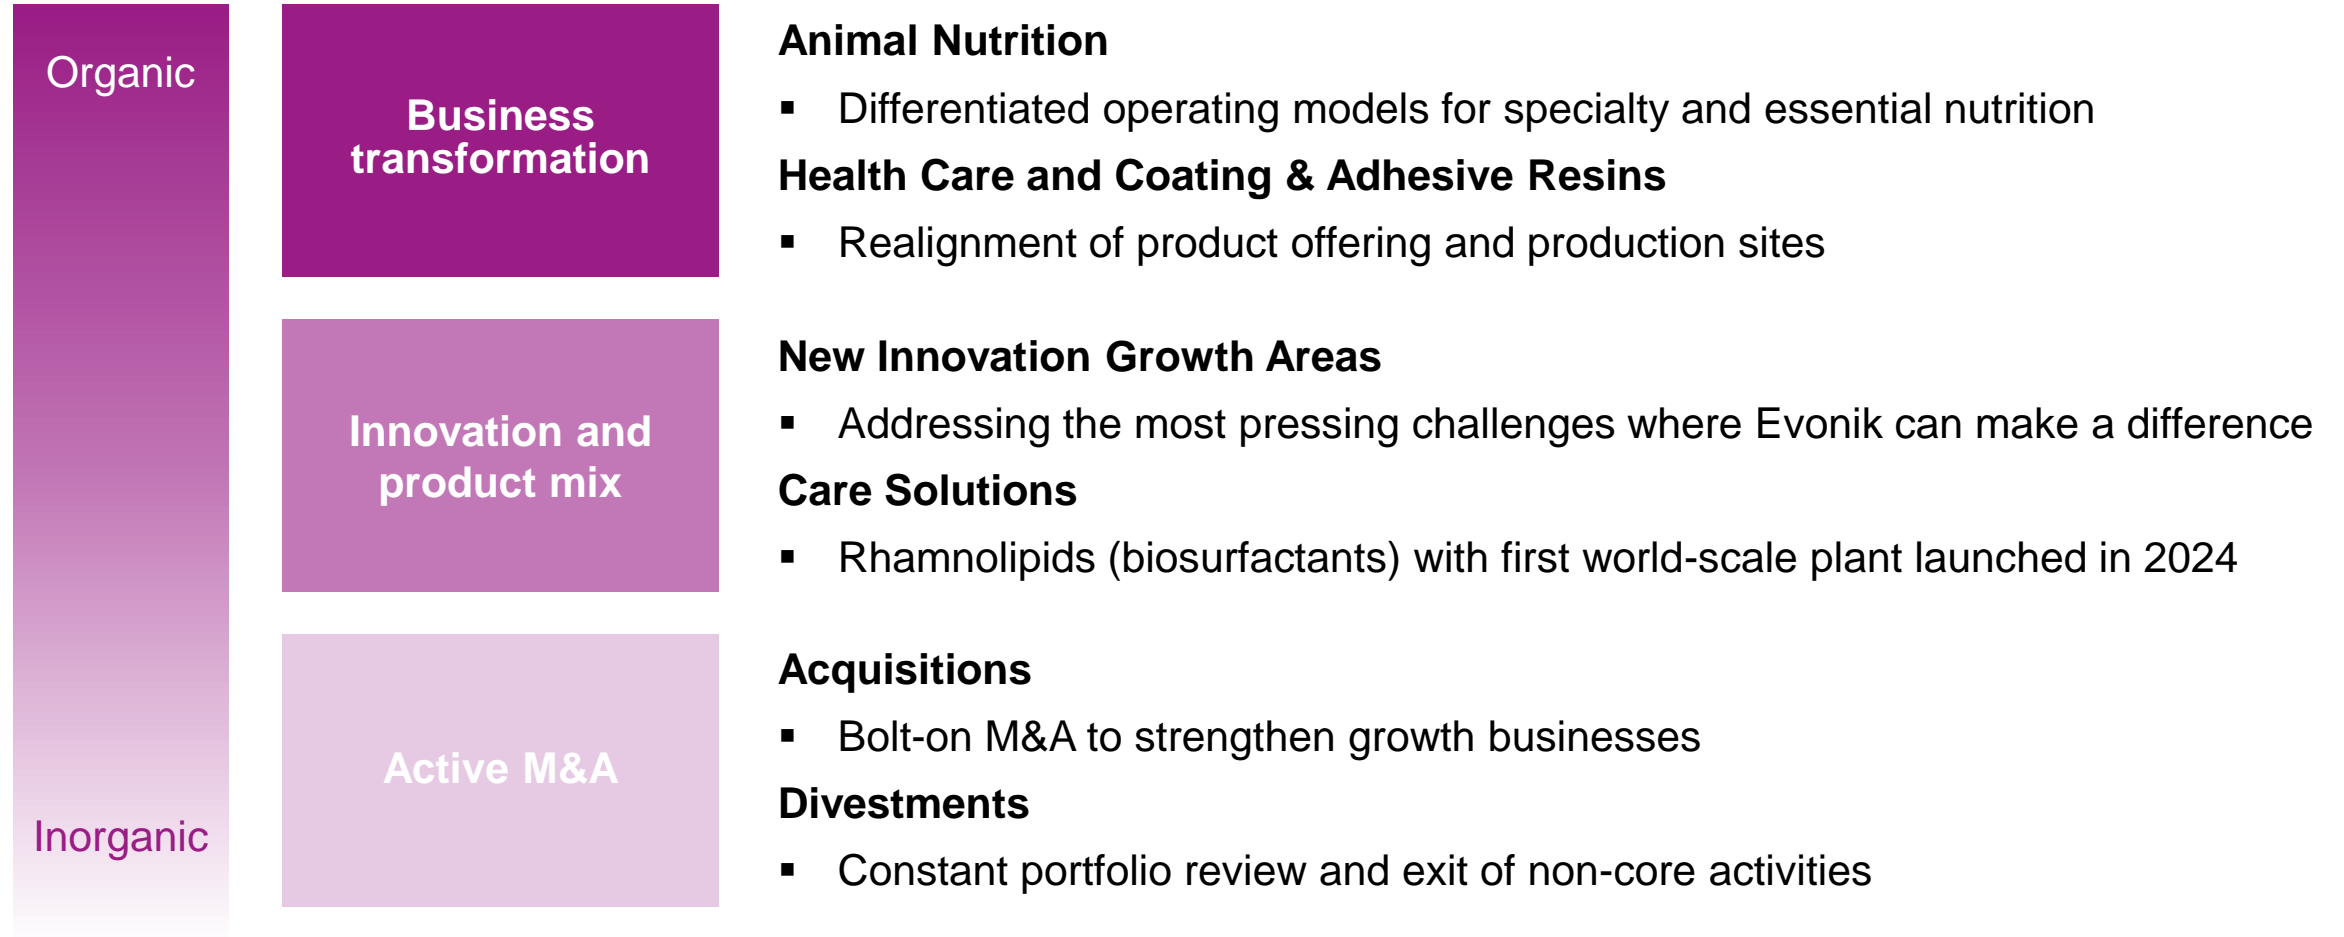 Organic
Business
transformation
Animal Nutrition
▪ Differentiated operating models for specialty and essential nutrition
Health Care and Coating & Adhesive Resins
▪ Realignment of product offering and production sites
Innovation and
product mix
New Innovation Growth Areas
▪ Addressing the most pressing challenges where Evonik can make a difference
Care Solutions
▪ Rhamnolipids (biosurfactants) with first world-scale plant launched in 2024
Active M&A
Acquisitions
▪ Bolt-on M&A to strengthen growth businesses
Divestments
▪ Constant portfolio review and exit of non-core activities
Inorganic